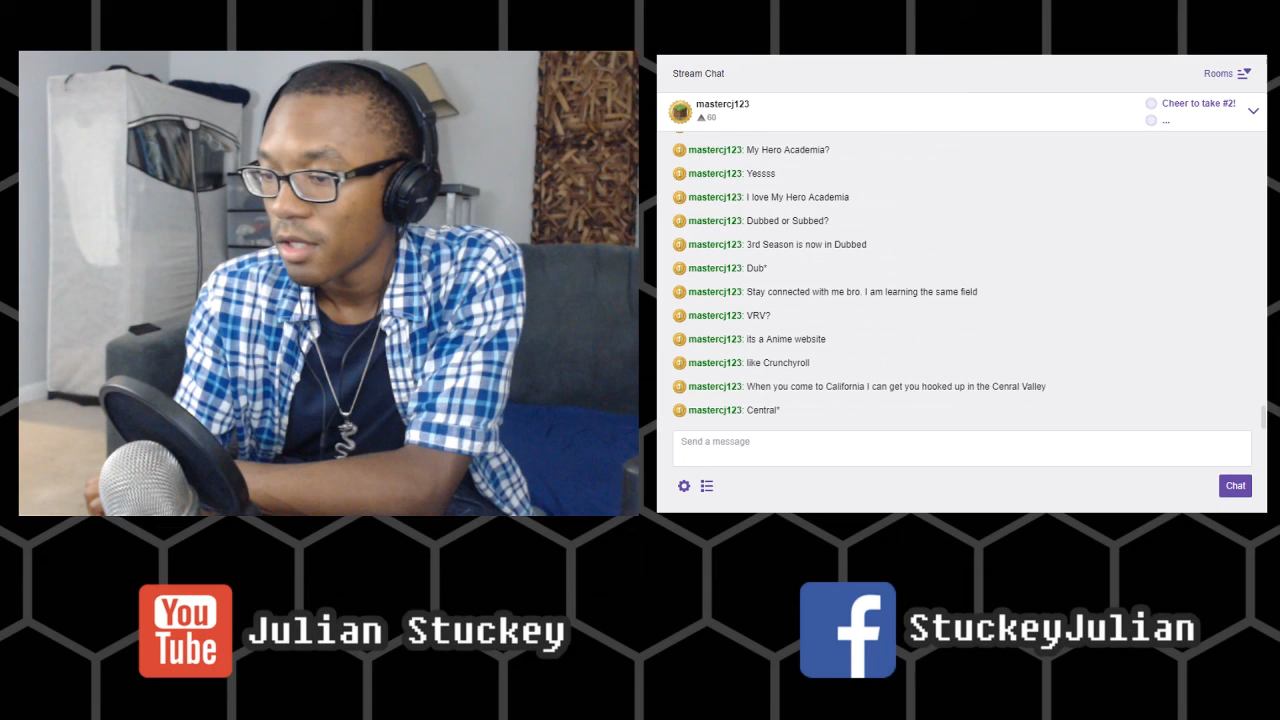 Stream Chat
Rooms
mastercj123
60
Cheer to take #2!
...
mastercj123: My Hero Academia?
mastercj123: Yessss
mastercj123: I love My Hero Academia
mastercj123: Dubbed or Subbed?
mastercj123: 3rd Season is now in Dubbed
mastercj123: Dub*
mastercj123: Stay connected with me bro. I am learning the same field
mastercj123: VRV?
mastercj123: Its a Anime website
mastercj123: like Crunchyroll
mastercj123: When you come to California I can get you hooked up in the Cenral Valley
mastercj123: Central*
Send a message
Chat
You
Tube
Julian Stuckey
f
StuckeyJulian